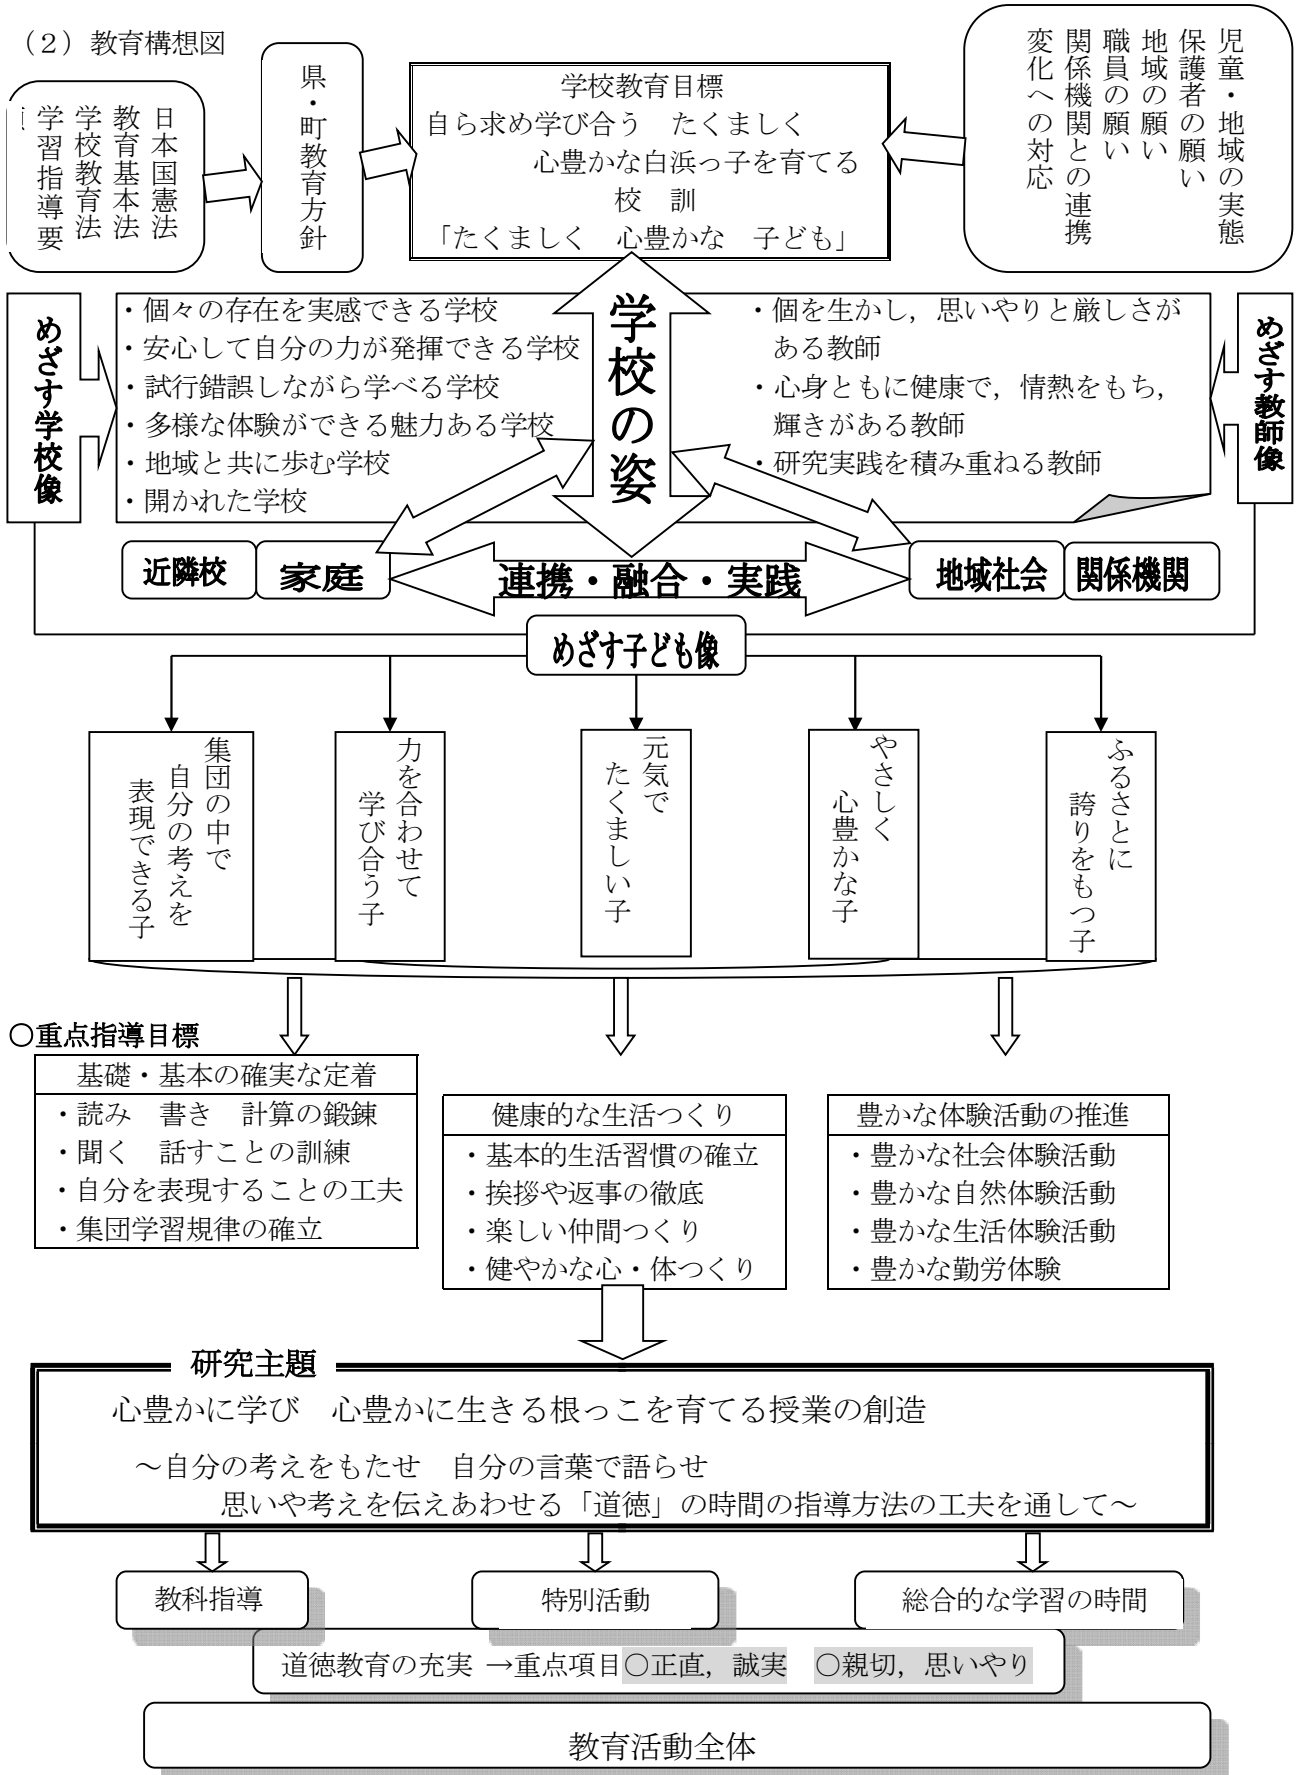 （２）教育構想図
日本国憲法
教育基本法
学校教育法
学習指導要
県・町教育方針
学校教育目標
自ら求め学び合う　たくましく
心豊かな白浜っ子を育てる
校　訓
「たくましく　心豊かな　子ども」
児童・地域の実態
保護者の願い
地域の願い
職員の願い
関係機関との連携
変化への対応
めざす学校像
・個々の存在を実感できる学校
・安心して自分の力が発揮できる学校
・試行錯誤しながら学べる学校
・多様な体験ができる魅力ある学校
・地域と共に歩む学校
・開かれた学校
学校の姿
・個を生かし，思いやりと厳しさが
ある教師
・心身ともに健康で，情熱をもち，
輝きがある教師
・研究実践を積み重ねる教師
めざす教師像
近隣校
家庭
連携・融合・実践
地域社会
関係機関
めざす子ども像
集団の中で
自分の考えを
表現できる子
力を合わせて
学び合う子
元気で
たくましい子
やさしく
心豊かな子
ふるさとに
誇りをもつ子
○重点指導目標
基礎・基本の確実な定着
・読み　書き　計算の鍛錬
・聞く　話すことの訓練
・自分を表現することの工夫
・集団学習規律の確立
健康的な生活つくり
・基本的生活習慣の確立
・挨拶や返事の徹底
・楽しい仲間つくり
・健やかな心・体つくり
豊かな体験活動の推進
・豊かな社会体験活動
・豊かな自然体験活動
・豊かな生活体験活動
・豊かな勤労体験
研究主題
心豊かに学び　心豊かに生きる根っこを育てる授業の創造
～自分の考えをもたせ　自分の言葉で語らせ
思いや考えを伝えあわせる「道徳」の時間の指導方法の工夫を通して～
教科指導
特別活動
総合的な学習の時間
道徳教育の充実 →重点項目○正直，誠実　○親切，思いやり
教育活動全体